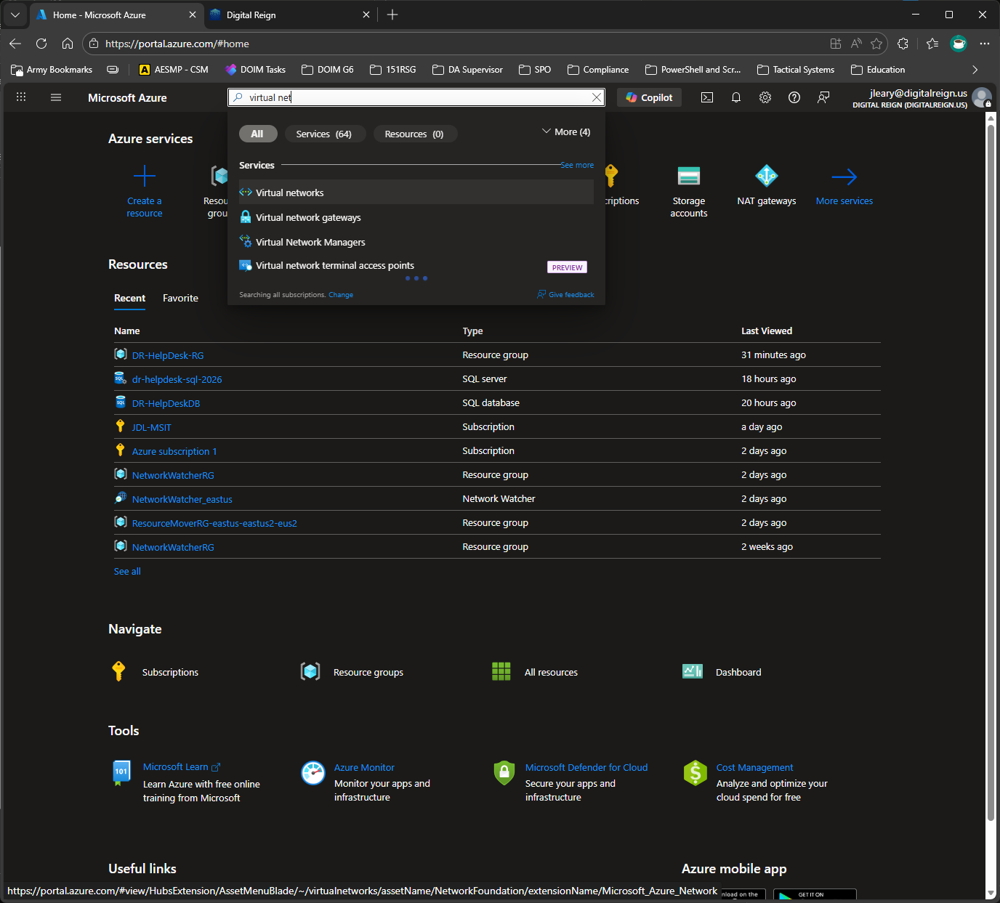 Home - Microsoft Azure
Digital Reign
https://portal.azure.com/#home
Army Bookmarks
AESMP - CSM
DOIM Tasks
DOIM G6
151RSG
DA Supervisor
SPO
Compliance
PowerShell and Scr...
Tactical Systems
Education
Microsoft Azure
virtual net
Copilot
jleary@digitalreign.us
DIGITAL REIGN (DIGITALREIGN.US)
All
Services (64)
Resources (0)
More (4)
Services
See more
Virtual networks
Virtual network gateways
Virtual Network Managers
Virtual network terminal access points
PREVIEW
Searching all subscriptions. Change
Give feedback
Azure services
Create a
resource
Resou
grou
criptions
Storage
accounts
NAT gateways
More services
Resources
Recent
Favorite
Name Type Last Viewed
DR-HelpDesk-RG Resource group 31 minutes ago
dr-helpdesk-sql-2026 SQL server 18 hours ago
DR-HelpDeskDB SQL database 20 hours ago
JDL-MSIT Subscription a day ago
Azure subscription 1 Subscription 2 days ago
NetworkWatcherRG Resource group 2 days ago
NetworkWatcher_eastus Network Watcher 2 days ago
ResourceMoverRG-eastus-eastus2-eus2 Resource group 2 days ago
NetworkWatcherRG Resource group 2 weeks ago
See all
Navigate
Subscriptions
Resource groups
All resources
Dashboard
Tools
101
Microsoft Learn
Learn Azure with free online
training from Microsoft
Azure Monitor
Monitor your apps and
infrastructure
Microsoft Defender for Cloud
Secure your apps and
infrastructure
Cost Management
Analyze and optimize your
cloud spend for free
Useful links
Azure mobile app
https://portal.azure.com/#view/HubsExtension/AssetMenuBlade/~/virtualnetworks/assetName/NetworkFoundation/extensionName/Microsoft_Azure_Network
nload on the
GET IT ON